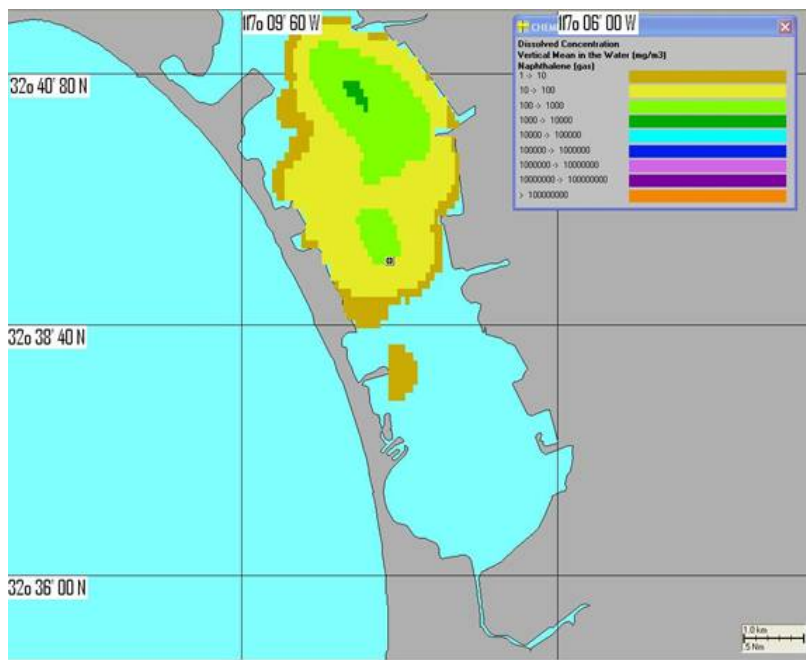 117o 09' 60 W
117o 06' 00 W
CHEM
Dissolved Concentration
Vertical Mean in the Water (mg/m3)
Naphthalene (gas)
1 -> 10
10 -> 100
100 -> 1000
1000 -> 10000
10000 -> 100000
100000 -> 1000000
1000000 -> 10000000
10000000 -> 100000000
> 100000000
32o 40' 80 N
32o 38' 40 N
32o 36' 00 N
1.0 km
.5 Nm